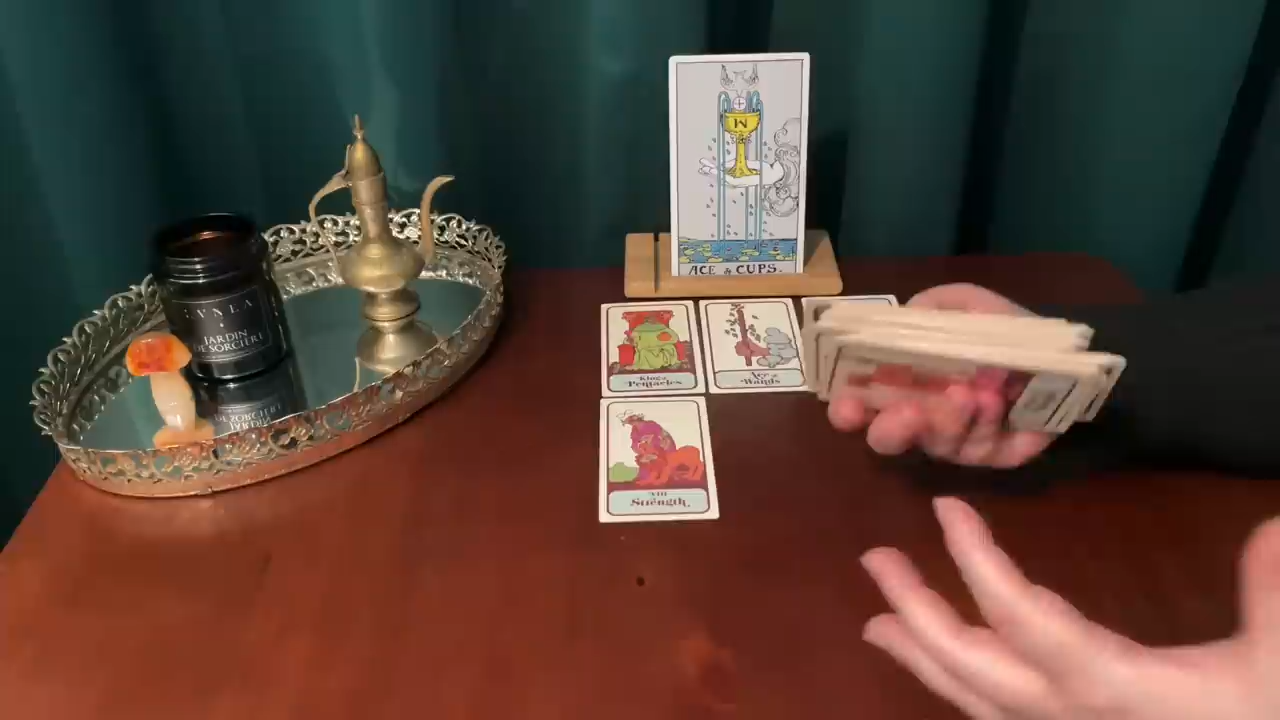 ACE of CUPS.
King of
Pentacles
Ace of
Wands
VIII
Strength
JARDIN
DE SORCIÈRE